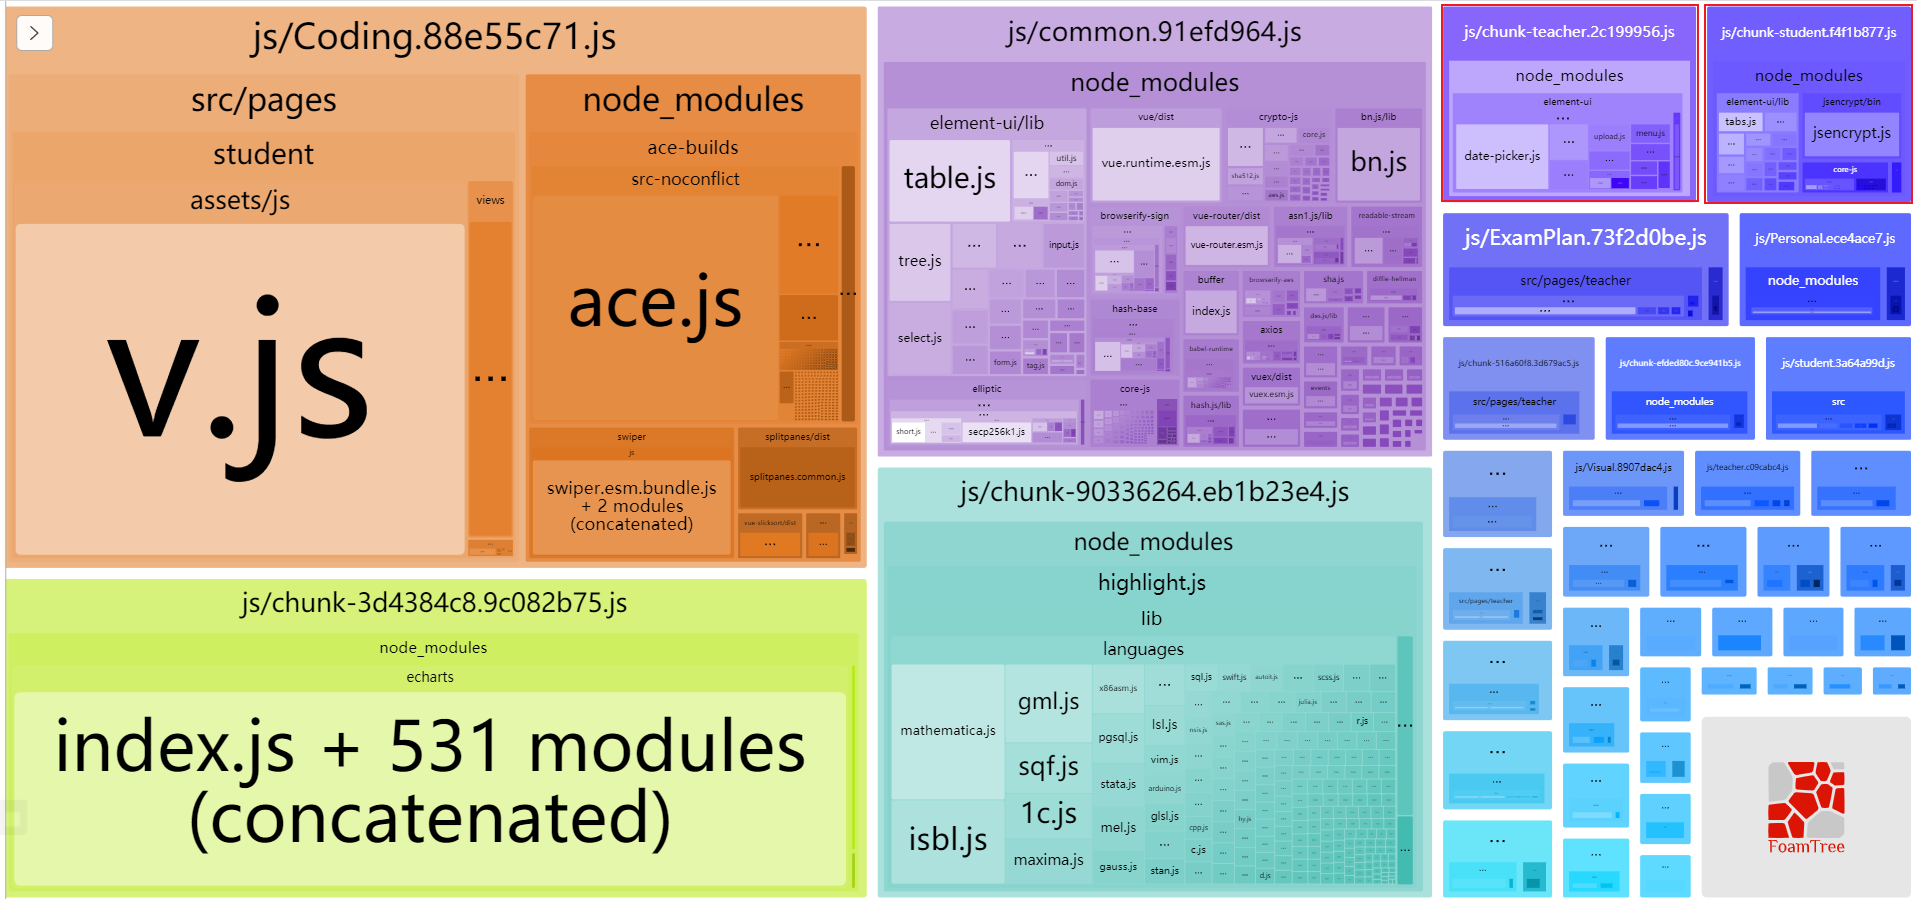 js/Coding.88e55c71.js
src/pages
student
assets/js
v.js
views
...
node_modules
ace-builds
src-noconflict
ace.js
...
...
...
swiper
js
swiper.esm.bundle.js
+ 2 modules
(concatenated)
splitpanes/dist
splitpanes.common.js
vue-slicksort/dist
...
...
...
js/chunk-3d4384c8.9c082b75.js
node_modules
echarts
index.js + 531 modules
(concatenated)
js/common.91efd964.js
node_modules
element-ui/lib
table.js
...
util.js
dom.js
tree.js
input.js
select.js
form.js
tag.js
elliptic
short.js
secp256k1.js
vue/dist
vue.runtime.esm.js
crypto-js
core.js
sha512.js
aes.js
bn.js/lib
bn.js
browserify-sign
vue-router/dist
vue-router.esm.js
asn1.js/lib
readable-stream
hash-base
buffer
index.js
browserify-aes
sha.js
diffie-hellman
des.js/lib
axios
babel-runtime
core-js
vuex/dist
vuex.esm.js
events
hash.js/lib
js/chunk-90336264.eb1b23e4.js
node_modules
highlight.js
lib
languages
mathematica.js
isbl.js
gml.js
sqf.js
1c.js
maxima.js
x86asm.js
pgsql.js
stata.js
mel.js
gauss.js
...
lsl.js
vim.js
arduino.js
glsl.js
...
stan.js
sql.js
swift.js
autoit.js
scss.js
julia.js
nsis.js
sas.js
r.js
cpp.js
c.js
hy.js
d.js
js/chunk-teacher.2c199956.js
node_modules
element-ui
...
date-picker.js
...
upload.js
menu.js
js/chunk-student.f4f1b877.js
node_modules
element-ui/lib
tabs.js
...
jsencrypt/bin
jsencrypt.js
core-js
js/ExamPlan.73f2d0be.js
src/pages/teacher
...
js/Personal.ece4ace7.js
node_modules
...
js/chunk-516a60f8.3d679ac5.js
src/pages/teacher
js/chunk-efded80c.9ce941b5.js
node_modules
js/student.3a64a99d.js
src
...
js/Visual.8907dac4.js
js/teacher.c09cabc4.js
...
...
src/pages/teacher
FoamTree